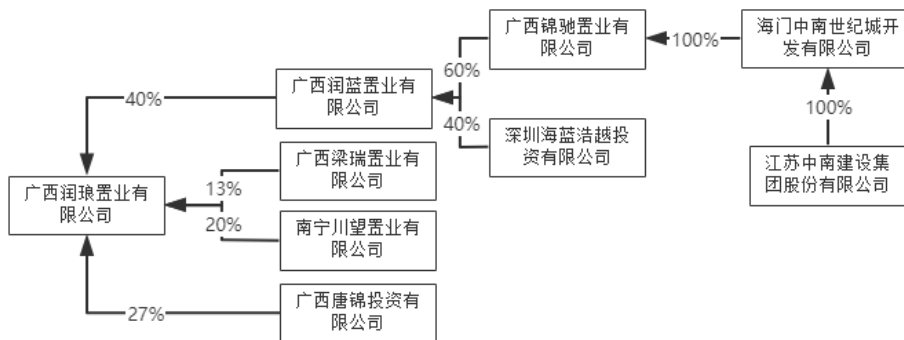 广西锦驰置业有
限公司
100%
海门中南世纪城开
发有限公司
60%
广西润蓝置业有
限公司
40%
40%
100%
深圳海蓝浩越投
资有限公司
江苏中南建设集
团股份有限公司
广西梁瑞置业有
限公司
13%
广西润琅置业有
限公司
20%
南宁川望置业有
限公司
广西唐锦投资有
限公司
27%